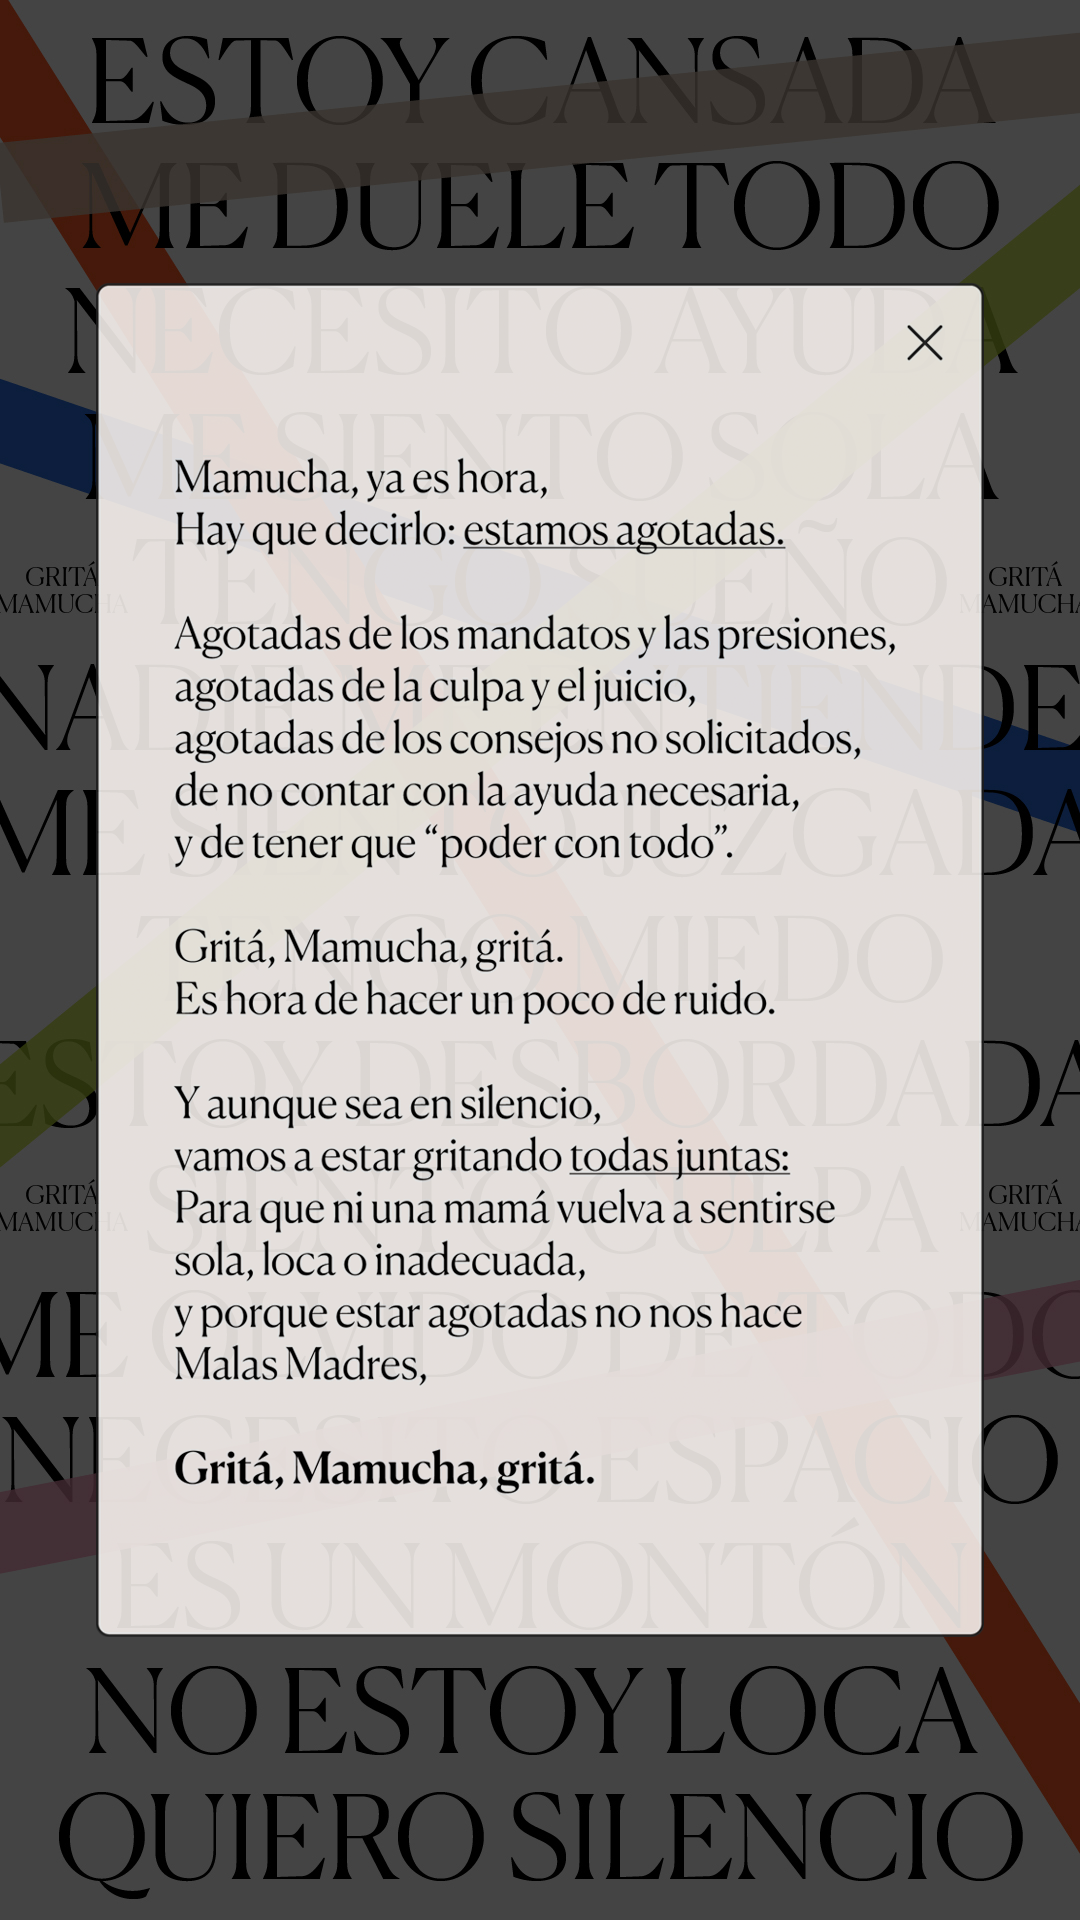 ESTOY CANSADA
ME DUELE TODO
NECESITO AYUDA
ME SIENTO SOLA
TENGO SUEÑO
GRITÁ
MAMUCHA
GRITÁ
MAMUCHA
NADIE ME ENTIENDE
ME SIENTO JUZGADA
TENGO MIEDO
ESTOY DESBORDADA
SIENTO CULPA
GRITÁ
MAMUCHA
GRITÁ
MAMUCHA
ME OLVIDO DE TODO
NECESITO ESPACIO
ES UN MONTÓN
NO ESTOY LOCA
QUIERO SILENCIO
Mamucha, ya es hora,
Hay que decirlo: estamos agotadas.
Agotadas de los mandatos y las presiones,
agotadas de la culpa y el juicio,
agotadas de los consejos no solicitados,
de no contar con la ayuda necesaria,
y de tener que “poder con todo”.
Gritá, Mamucha, gritá.
Es hora de hacer un poco de ruido.
Y aunque sea en silencio,
vamos a estar gritando todas juntas:
Para que ni una mamá vuelva a sentirse
sola, loca o inadecuada,
y porque estar agotadas no nos hace
Malas Madres,
Gritá, Mamucha, gritá.